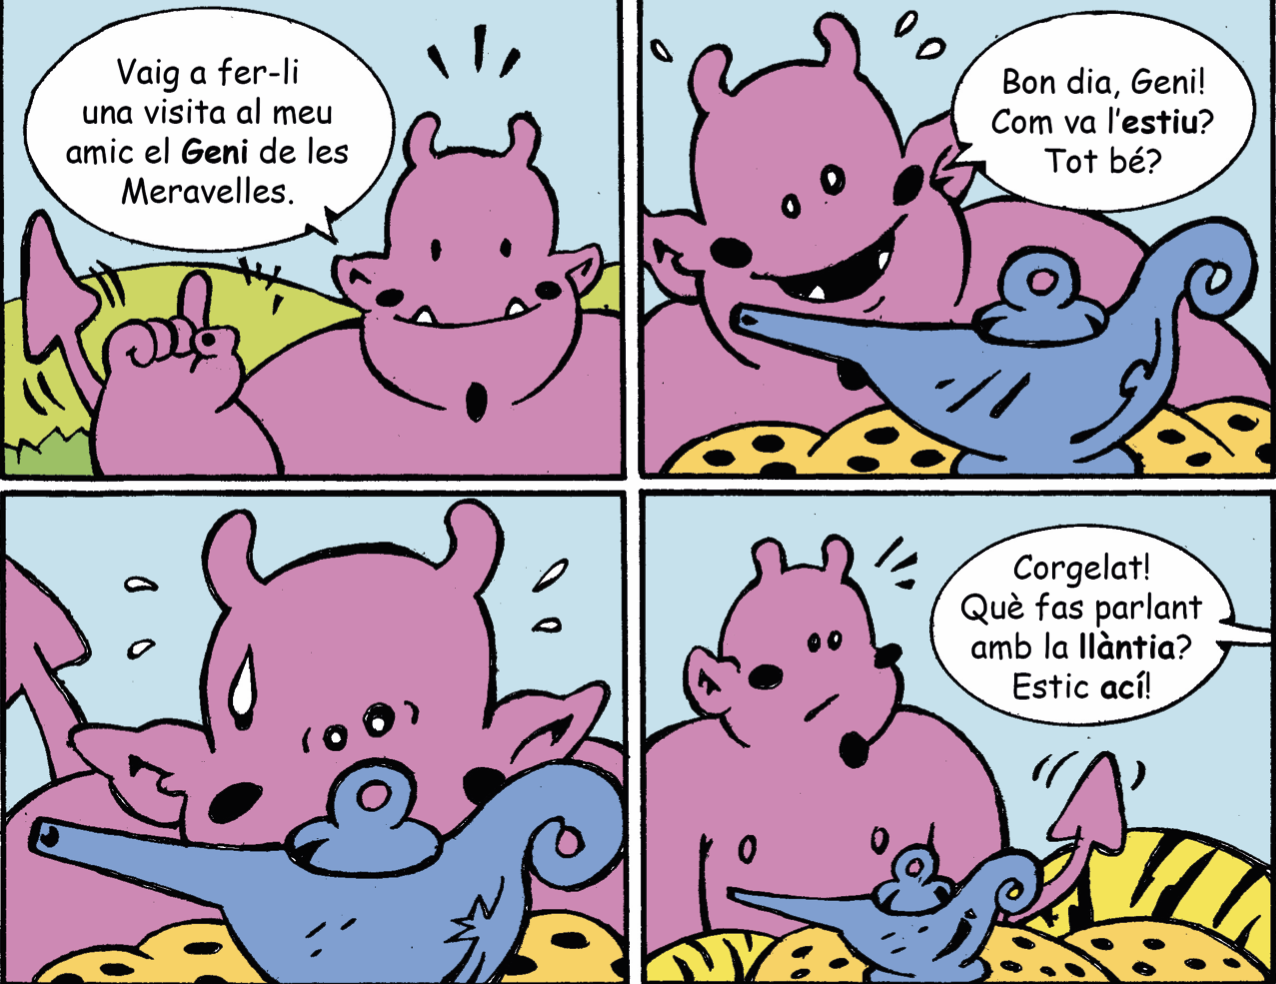 Vaig a fer-li
una visita al meu
amic el Geni de les
Meravelles.
Bon dia, Geni!
Com va l'estiu?
Tot bé?
Corgelat!
Què fas parlant
amb la llàntia?
Estic ací!